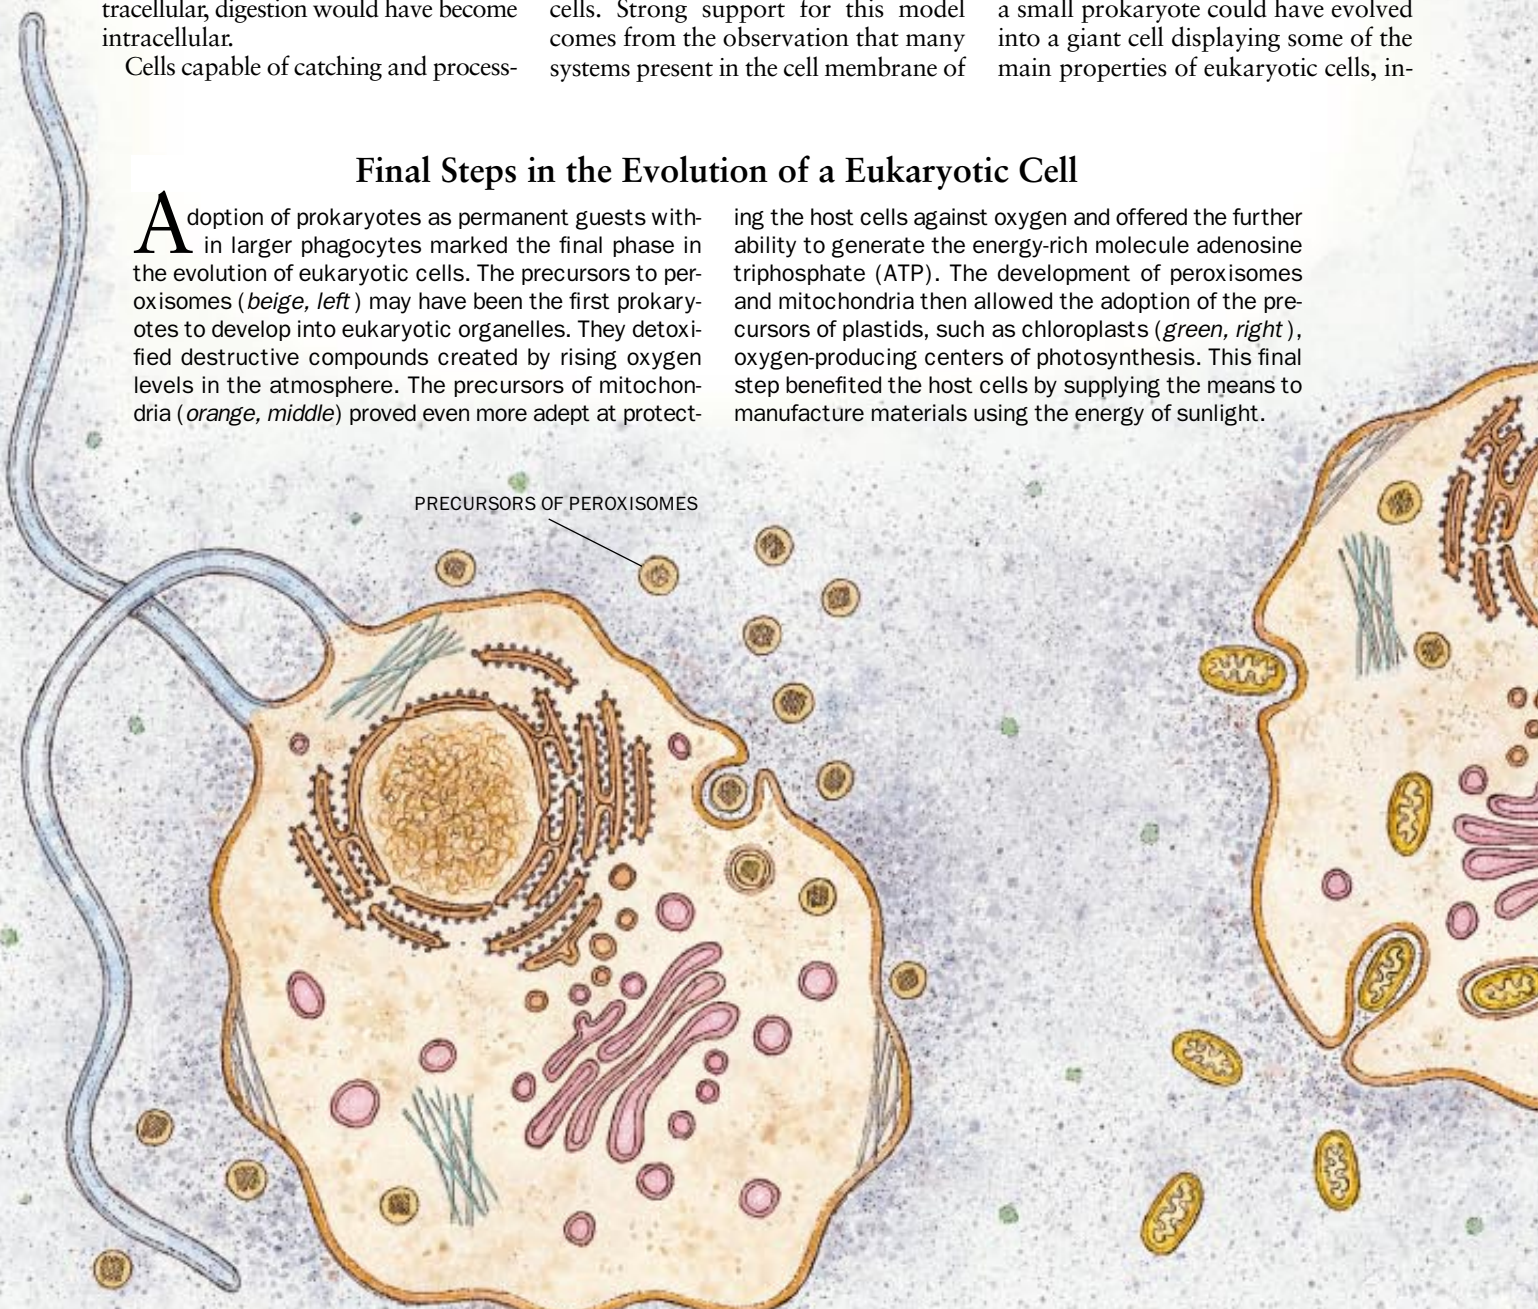 tracellular, digestion would have become
intracellular.
Cells capable of catching and process-
cells. Strong support for this model
comes from the observation that many
systems present in the cell membrane of
a small prokaryote could have evolved
into a giant cell displaying some of the
main properties of eukaryotic cells, in-
Final Steps in the Evolution of a Eukaryotic Cell
Adoption of prokaryotes as permanent guests with-
in larger phagocytes marked the final phase in
the evolution of eukaryotic cells. The precursors to per-
oxisomes (beige, left) may have been the first prokary-
otes to develop into eukaryotic organelles. They detoxi-
fied destructive compounds created by rising oxygen
levels in the atmosphere. The precursors of mitochon-
dria (orange, middle) proved even more adept at protect-
ing the host cells against oxygen and offered the further
ability to generate the energy-rich molecule adenosine
triphosphate (ATP). The development of peroxisomes
and mitochondria then allowed the adoption of the pre-
cursors of plastids, such as chloroplasts (green, right),
oxygen-producing centers of photosynthesis. This final
step benefited the host cells by supplying the means to
manufacture materials using the energy of sunlight.
PRECURSORS OF PEROXISOMES